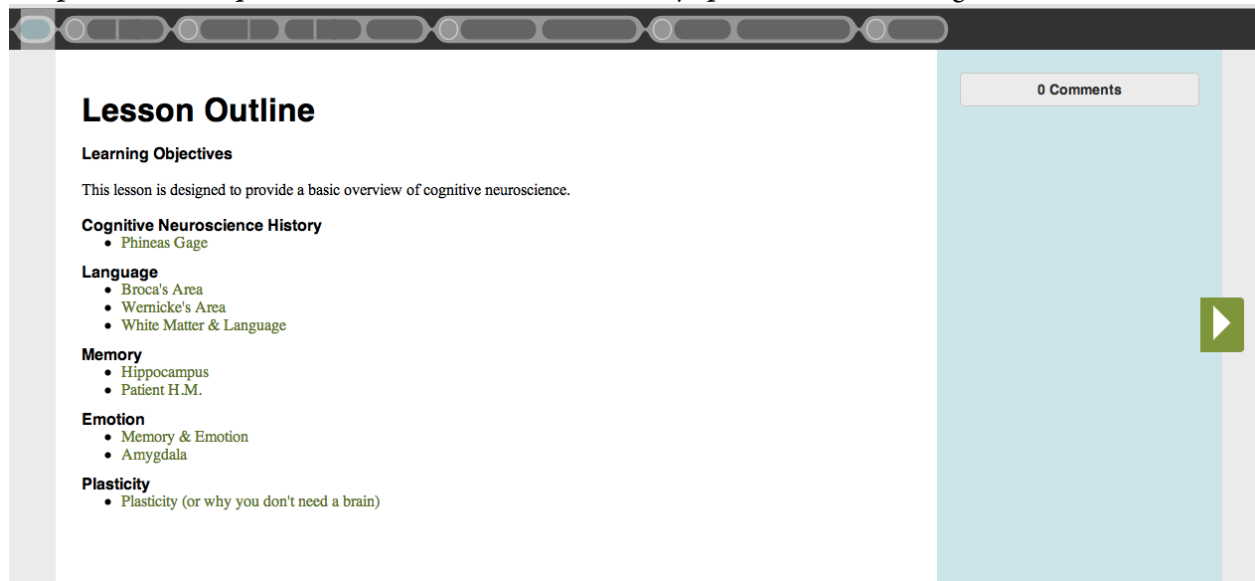 0 Comments
Lesson Outline
Learning Objectives
This lesson is designed to provide a basic overview of cognitive neuroscience.
Cognitive Neuroscience History
• Phineas Gage
Language
• Broca's Area
• Wernicke's Area
• White Matter & Language
Memory
• Hippocampus
• Patient H.M.
Emotion
• Memory & Emotion
• Amygdala
Plasticity
• Plasticity (or why you don't need a brain)